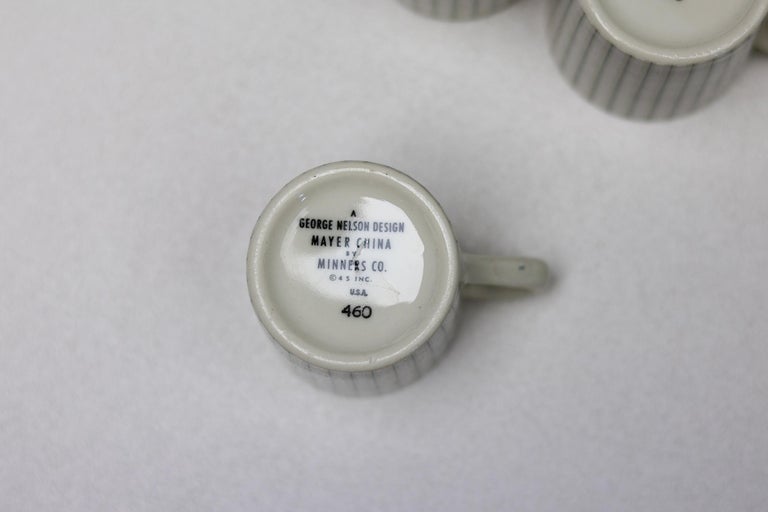 A
GEORGE NELSON DESIGN
MAYER CHINA
BY
MINNERS CO.
©4S INC.
U.S.A.
460